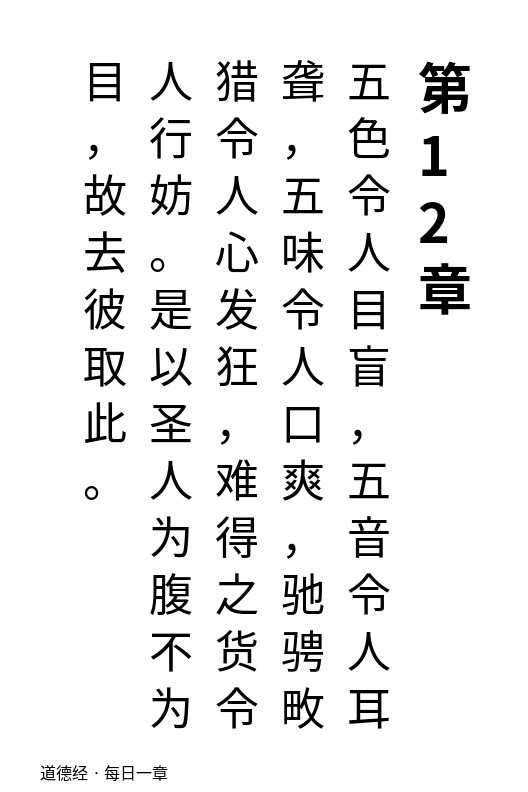 第12章
五色令人目盲，五音令人耳
聋，五味令人口爽，驰骋畋
猎令人心发狂，难得之货令
人行妨。是以圣人为腹不为
目，故去彼取此。
道德经 · 每日一章